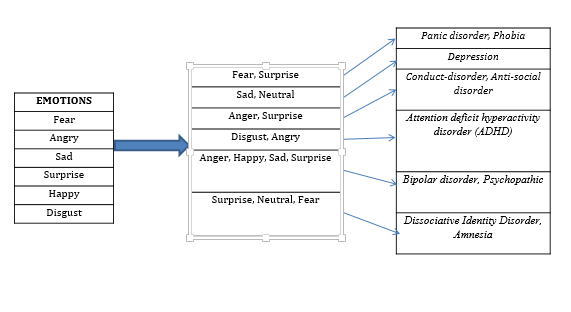 EMOTIONS
Fear
Angry
Sad
Surprise
Happy
Disgust
Fear, Surprise
Sad, Neutral
Anger, Surprise
Disgust, Angry
Anger, Happy, Sad, Surprise
Surprise, Neutral, Fear
Panic disorder, Phobia
Depression
Conduct-disorder, Anti-social
disorder
Attention deficit hyperactivity
disorder (ADHD)
Bipolar disorder, Psychopathic
Dissociative Identity Disorder,
Amnesia